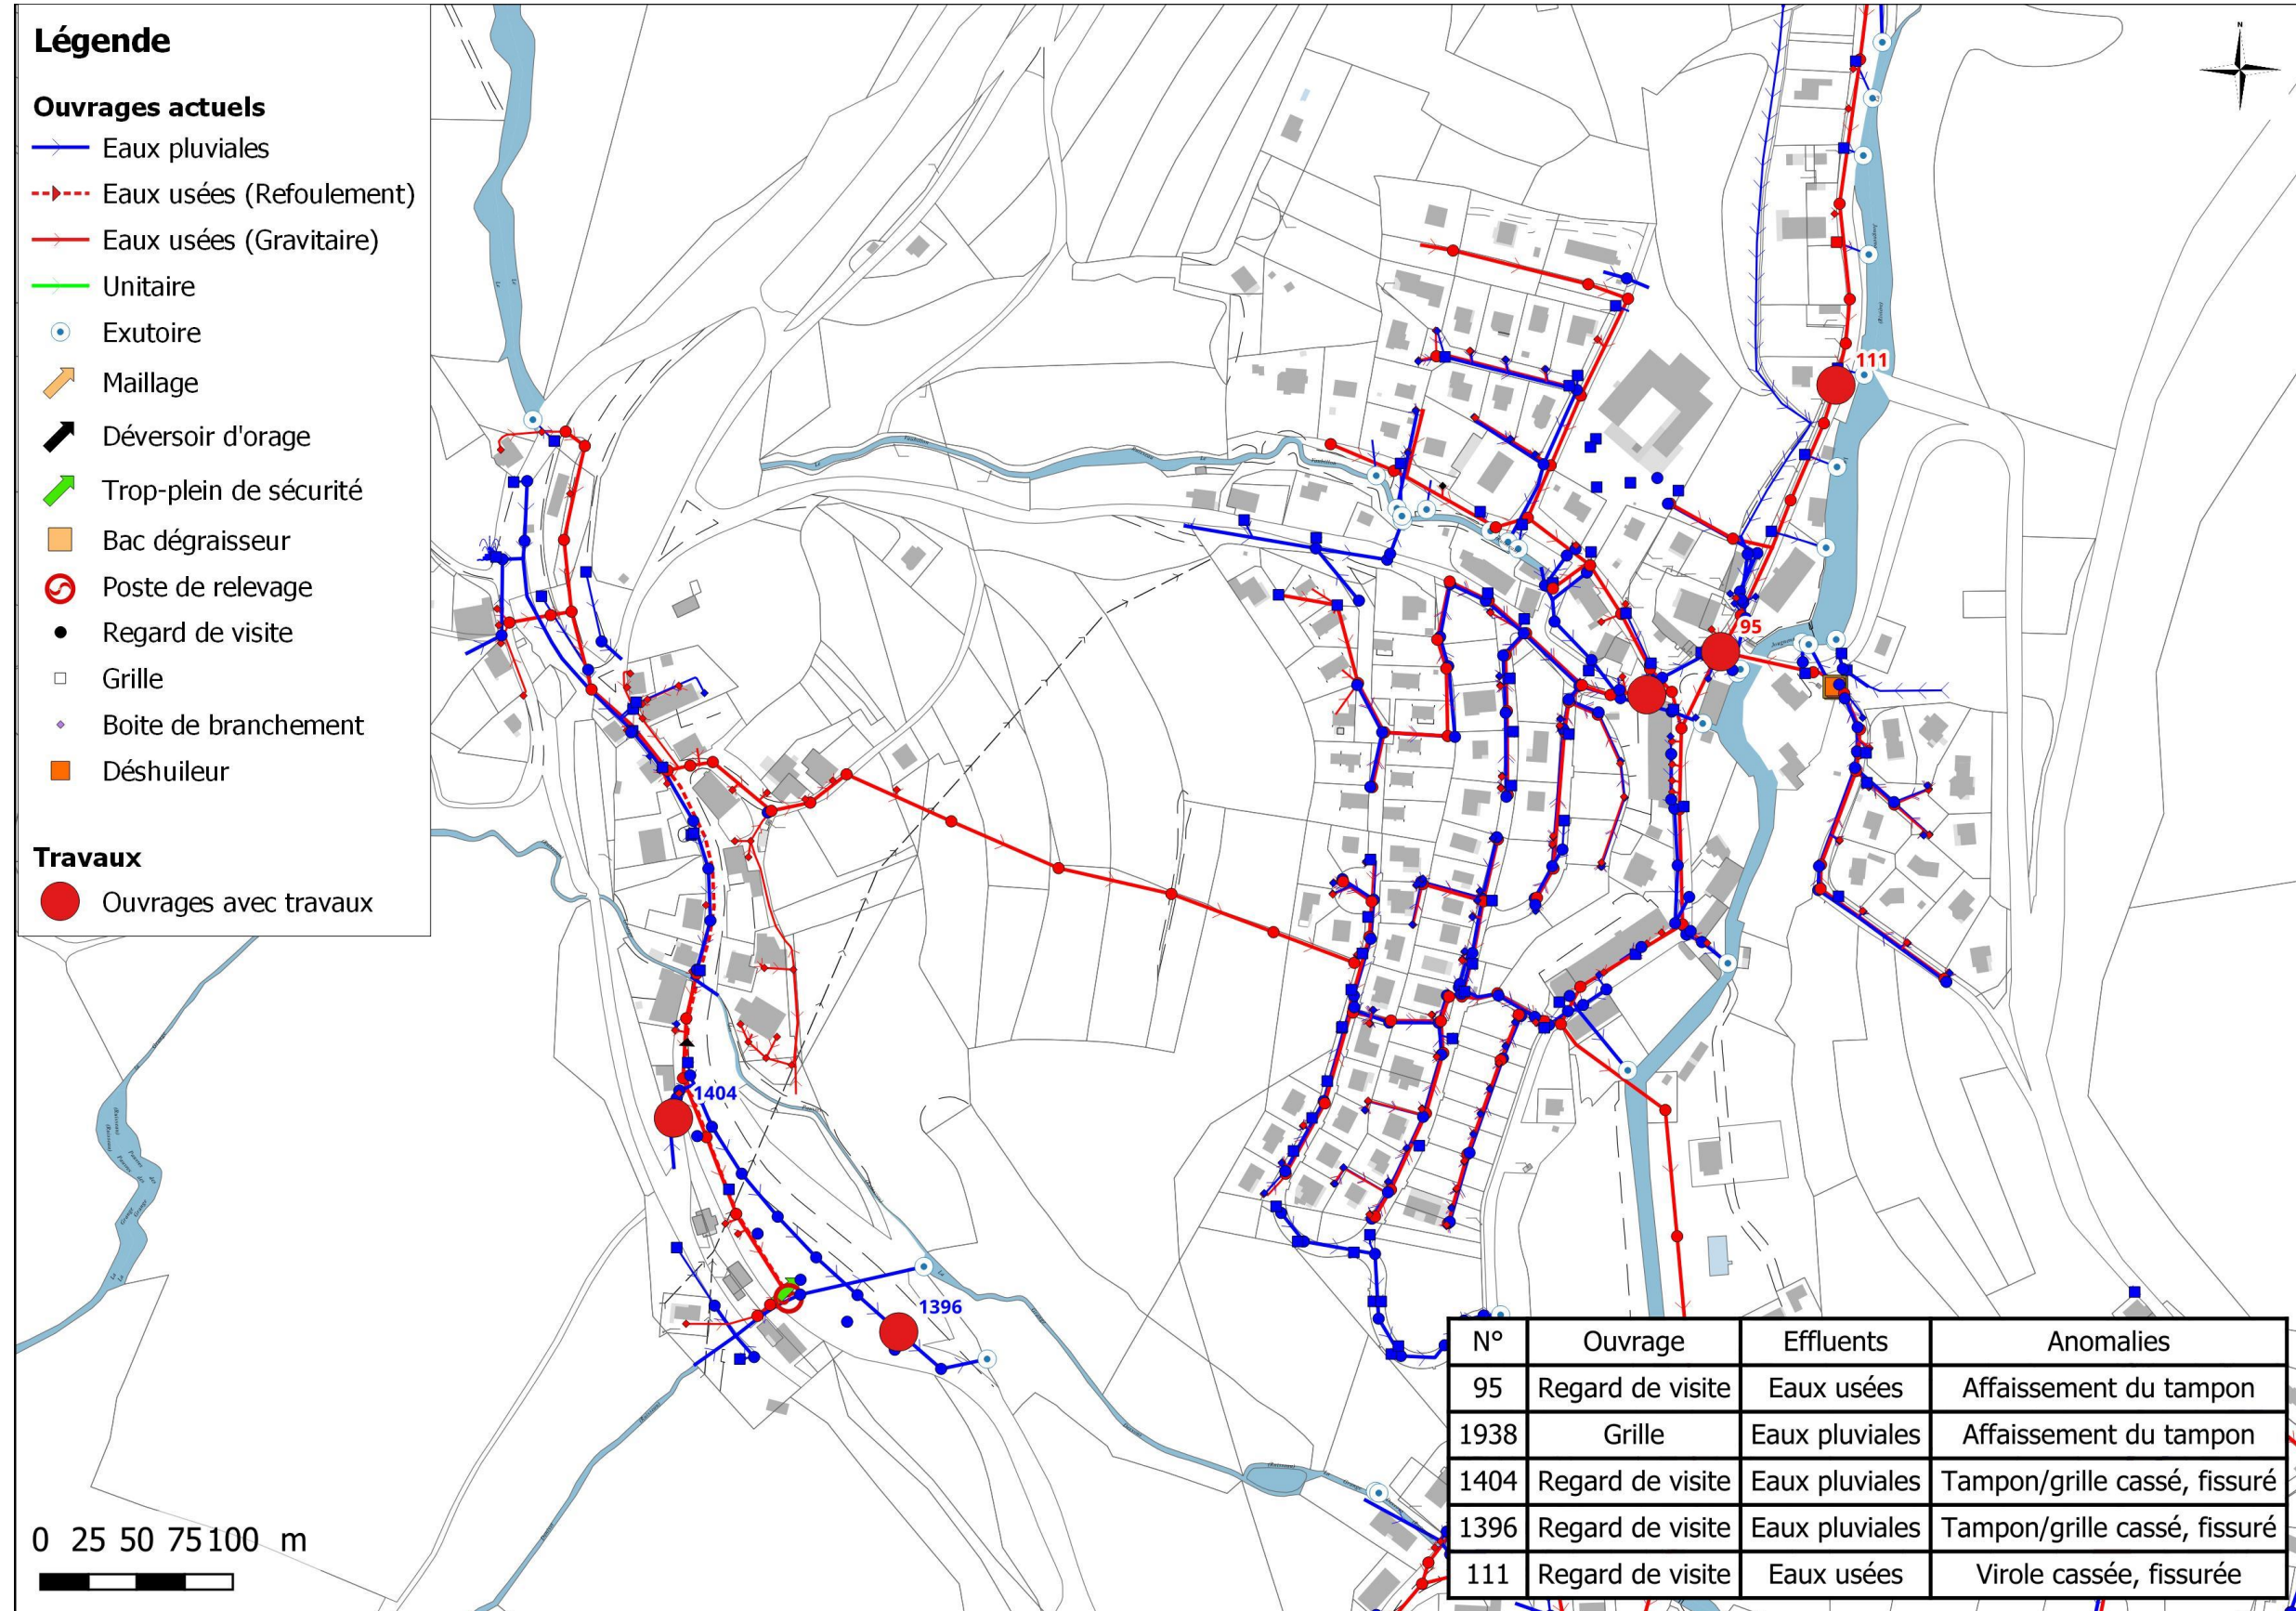 Légende
Ouvrages actuels
Eaux pluviales
Eaux usées (Refoulement)
Eaux usées (Gravitaire)
Unitaire
Exutoire
Maillage
Déversoir d'orage
Trop-plein de sécurité
Bac dégraisseur
Poste de relevage
Regard de visite
Grille
Boite de branchement
Déshuileur
Travaux
Ouvrages avec travaux
N
111
95
1404
1396
0 25 50 75 100 m
N° Ouvrage Effluents Anomalies
95 Regard de visite Eaux usées Affaissement du tampon
1938 Grille Eaux pluviales Affaissement du tampon
1404 Regard de visite Eaux pluviales Tampon/grille cassé, fissuré
1396 Regard de visite Eaux pluviales Tampon/grille cassé, fissuré
111 Regard de visite Eaux usées Virole cassée, fissurée